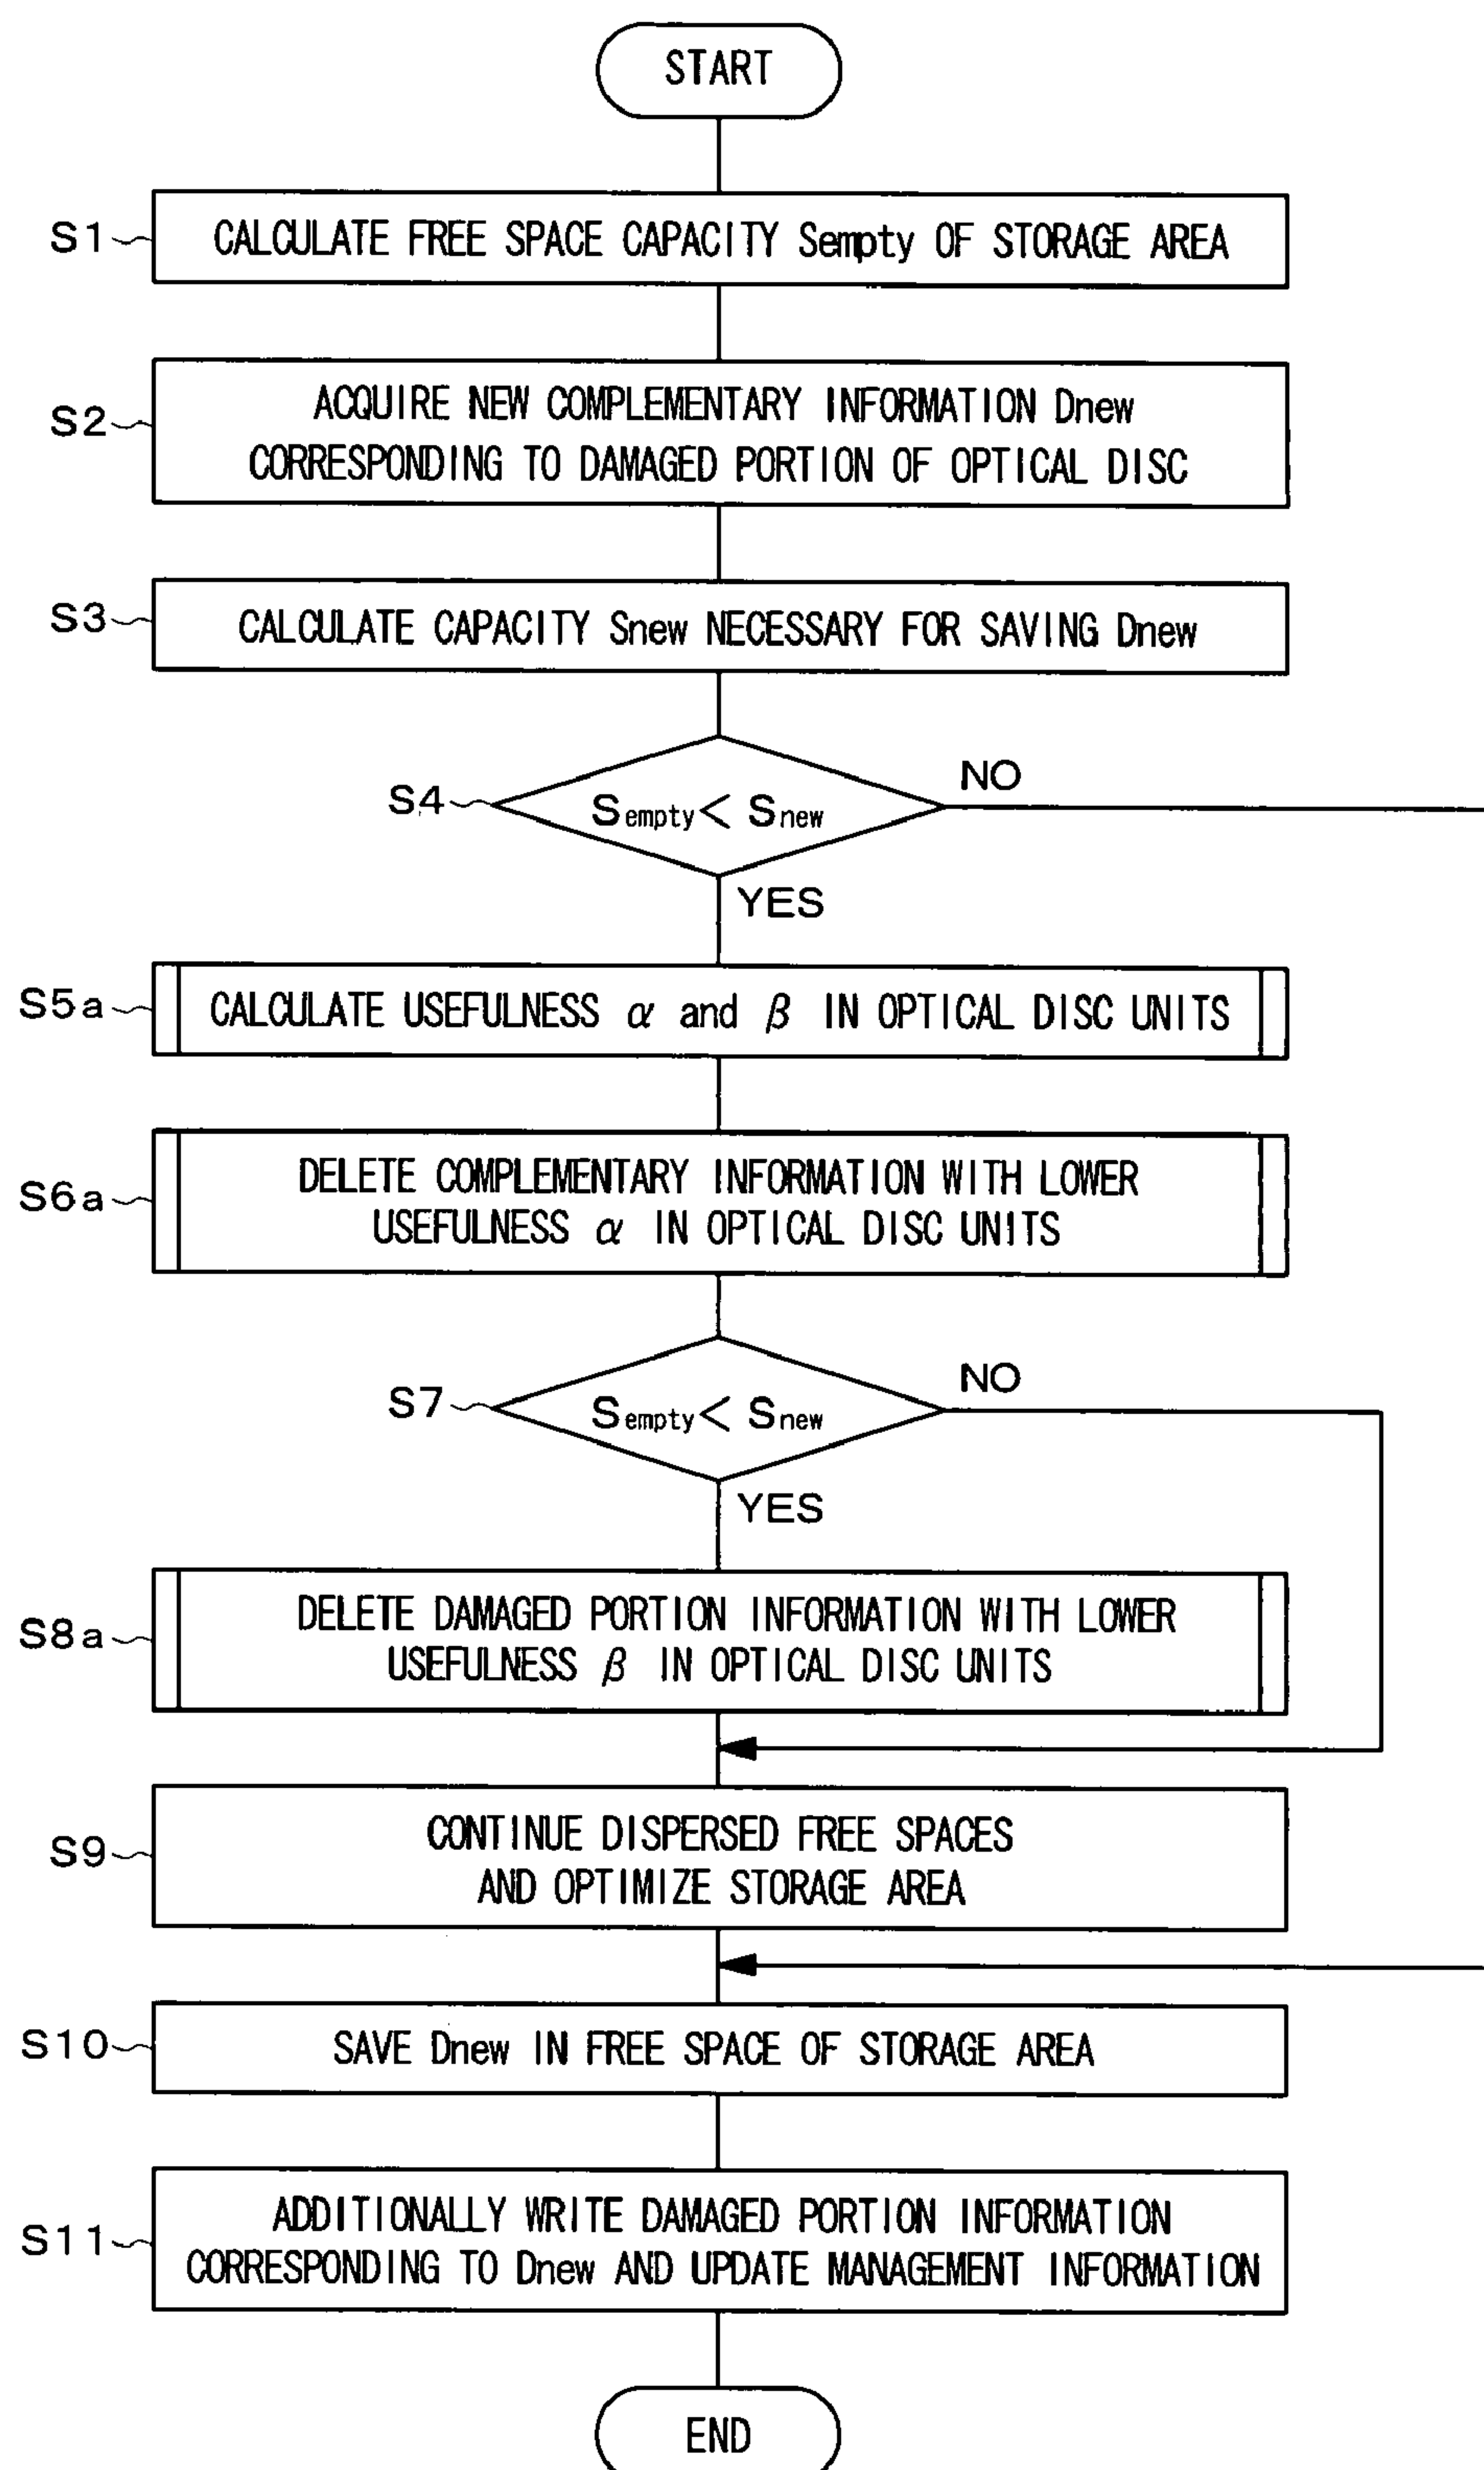 START
S1
CALCULATE FREE SPACE CAPACITY Sempty OF STORAGE AREA
S2
ACQUIRE NEW COMPLEMENTARY INFORMATION Dnew
CORRESPONDING TO DAMAGED PORTION OF OPTICAL DISC
S3
CALCULATE CAPACITY Snew NECESSARY FOR SAVING Dnew
S4
Sempty < Snew
NO
YES
S5a
CALCULATE USEFULNESS α and β IN OPTICAL DISC UNITS
S6a
DELETE COMPLEMENTARY INFORMATION WITH LOWER
USEFULNESS α IN OPTICAL DISC UNITS
S7
Sempty < Snew
NO
YES
S8a
DELETE DAMAGED PORTION INFORMATION WITH LOWER
USEFULNESS β IN OPTICAL DISC UNITS
S9
CONTINUE DISPERSED FREE SPACES
AND OPTIMIZE STORAGE AREA
S10
SAVE Dnew IN FREE SPACE OF STORAGE AREA
S11
ADDITIONALLY WRITE DAMAGED PORTION INFORMATION
CORRESPONDING TO Dnew AND UPDATE MANAGEMENT INFORMATION
END